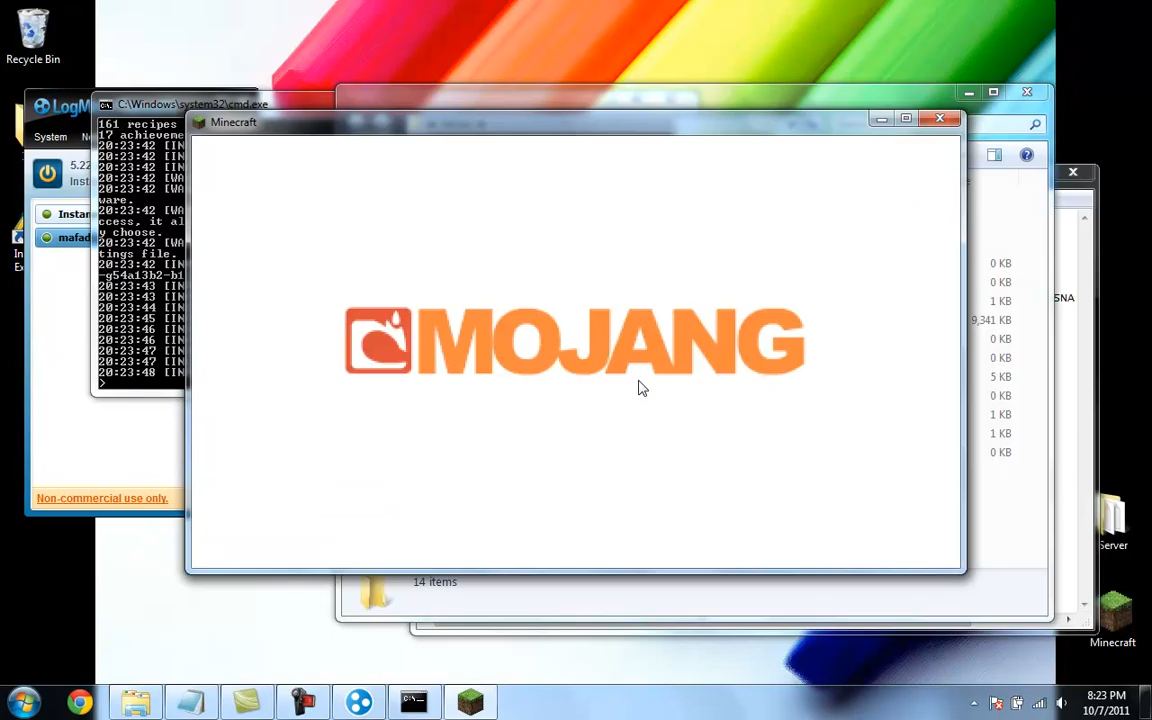 Recycle Bin
LogM
System
5.22
Instan
mafad
Non-commercial use only.
C:\Windows\system32\cmd.exe
161 recipes
17 achieveme
20:23:42 [IN
20:23:42 [IN
20:23:42 [IN
20:23:42 [WA
ware.
20:23:42 [WA
ccess, it al
y choose.
20:23:42 [WA
tings file.
20:23:42 [IN
-g54a13b2-b1
20:23:43 [IN
20:23:43 [IN
20:23:44 [IN
20:23:45 [IN
20:23:46 [IN
20:23:46 [IN
20:23:47 [IN
20:23:47 [IN
20:23:48 [IN
>
Minecraft
MOJANG
0 KB
0 KB
1 KB
9,341 KB
0 KB
0 KB
5 KB
0 KB
1 KB
1 KB
0 KB
SNA
14 items
Server
Minecraft
8:23 PM
10/7/2011